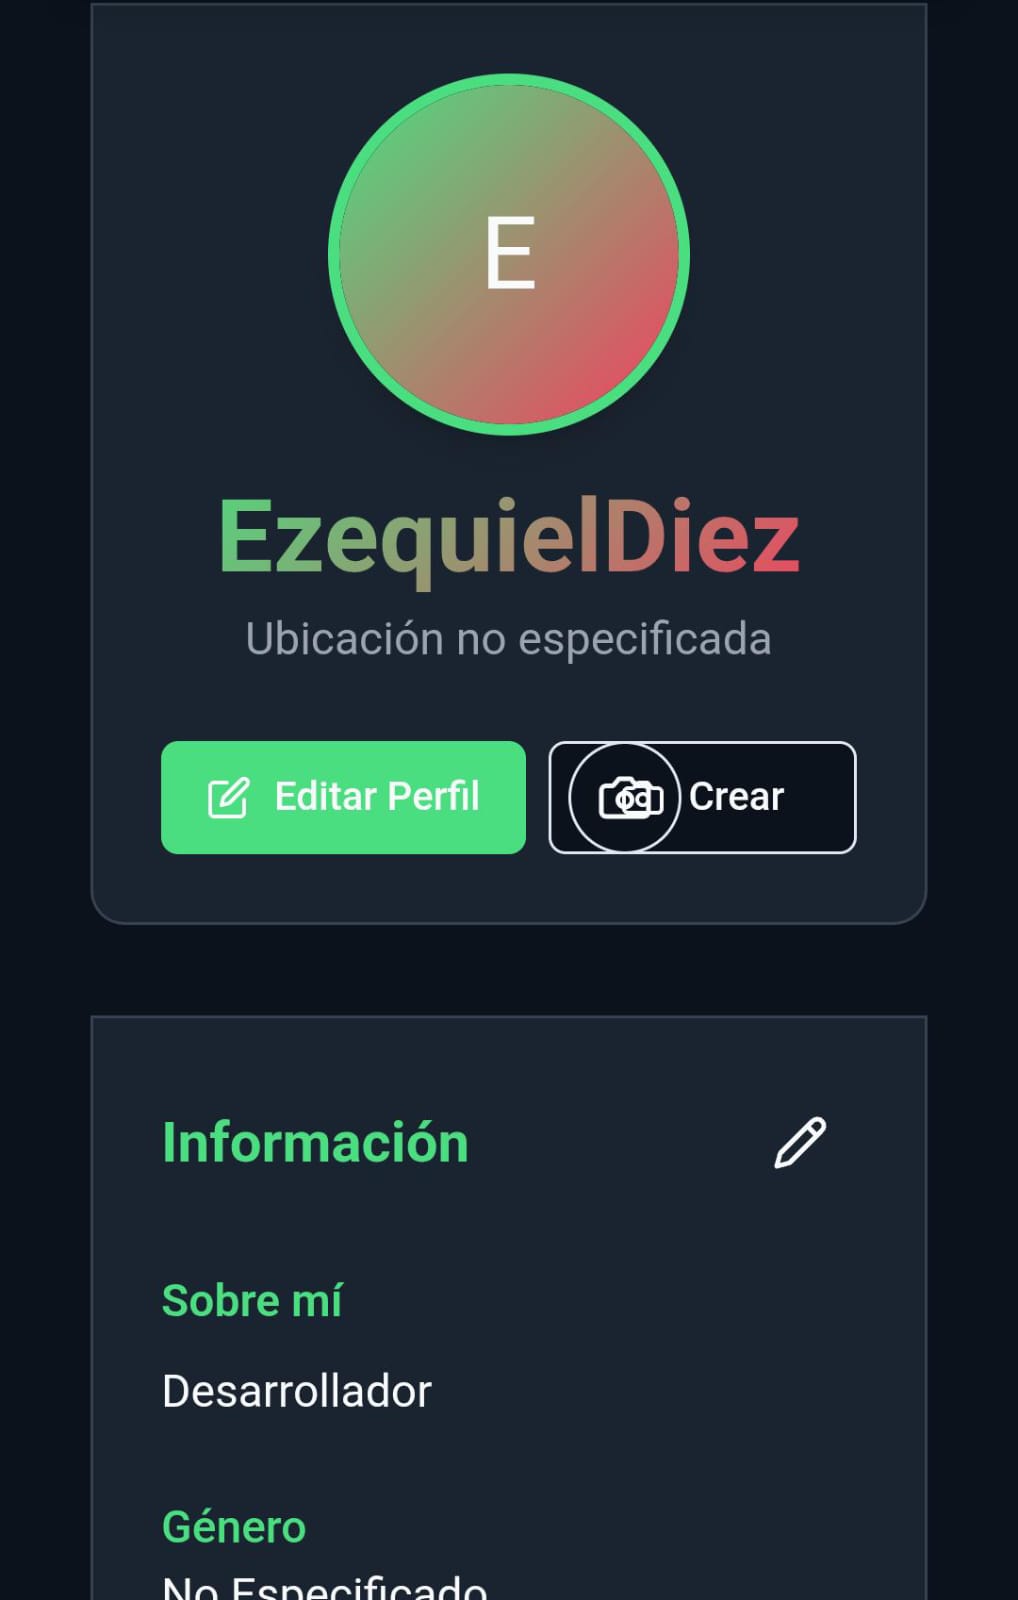 E
EzequielDiez
Ubicación no especificada
Editar Perfil
Crear
Información
Sobre mí
Desarrollador
Género
No Especificado